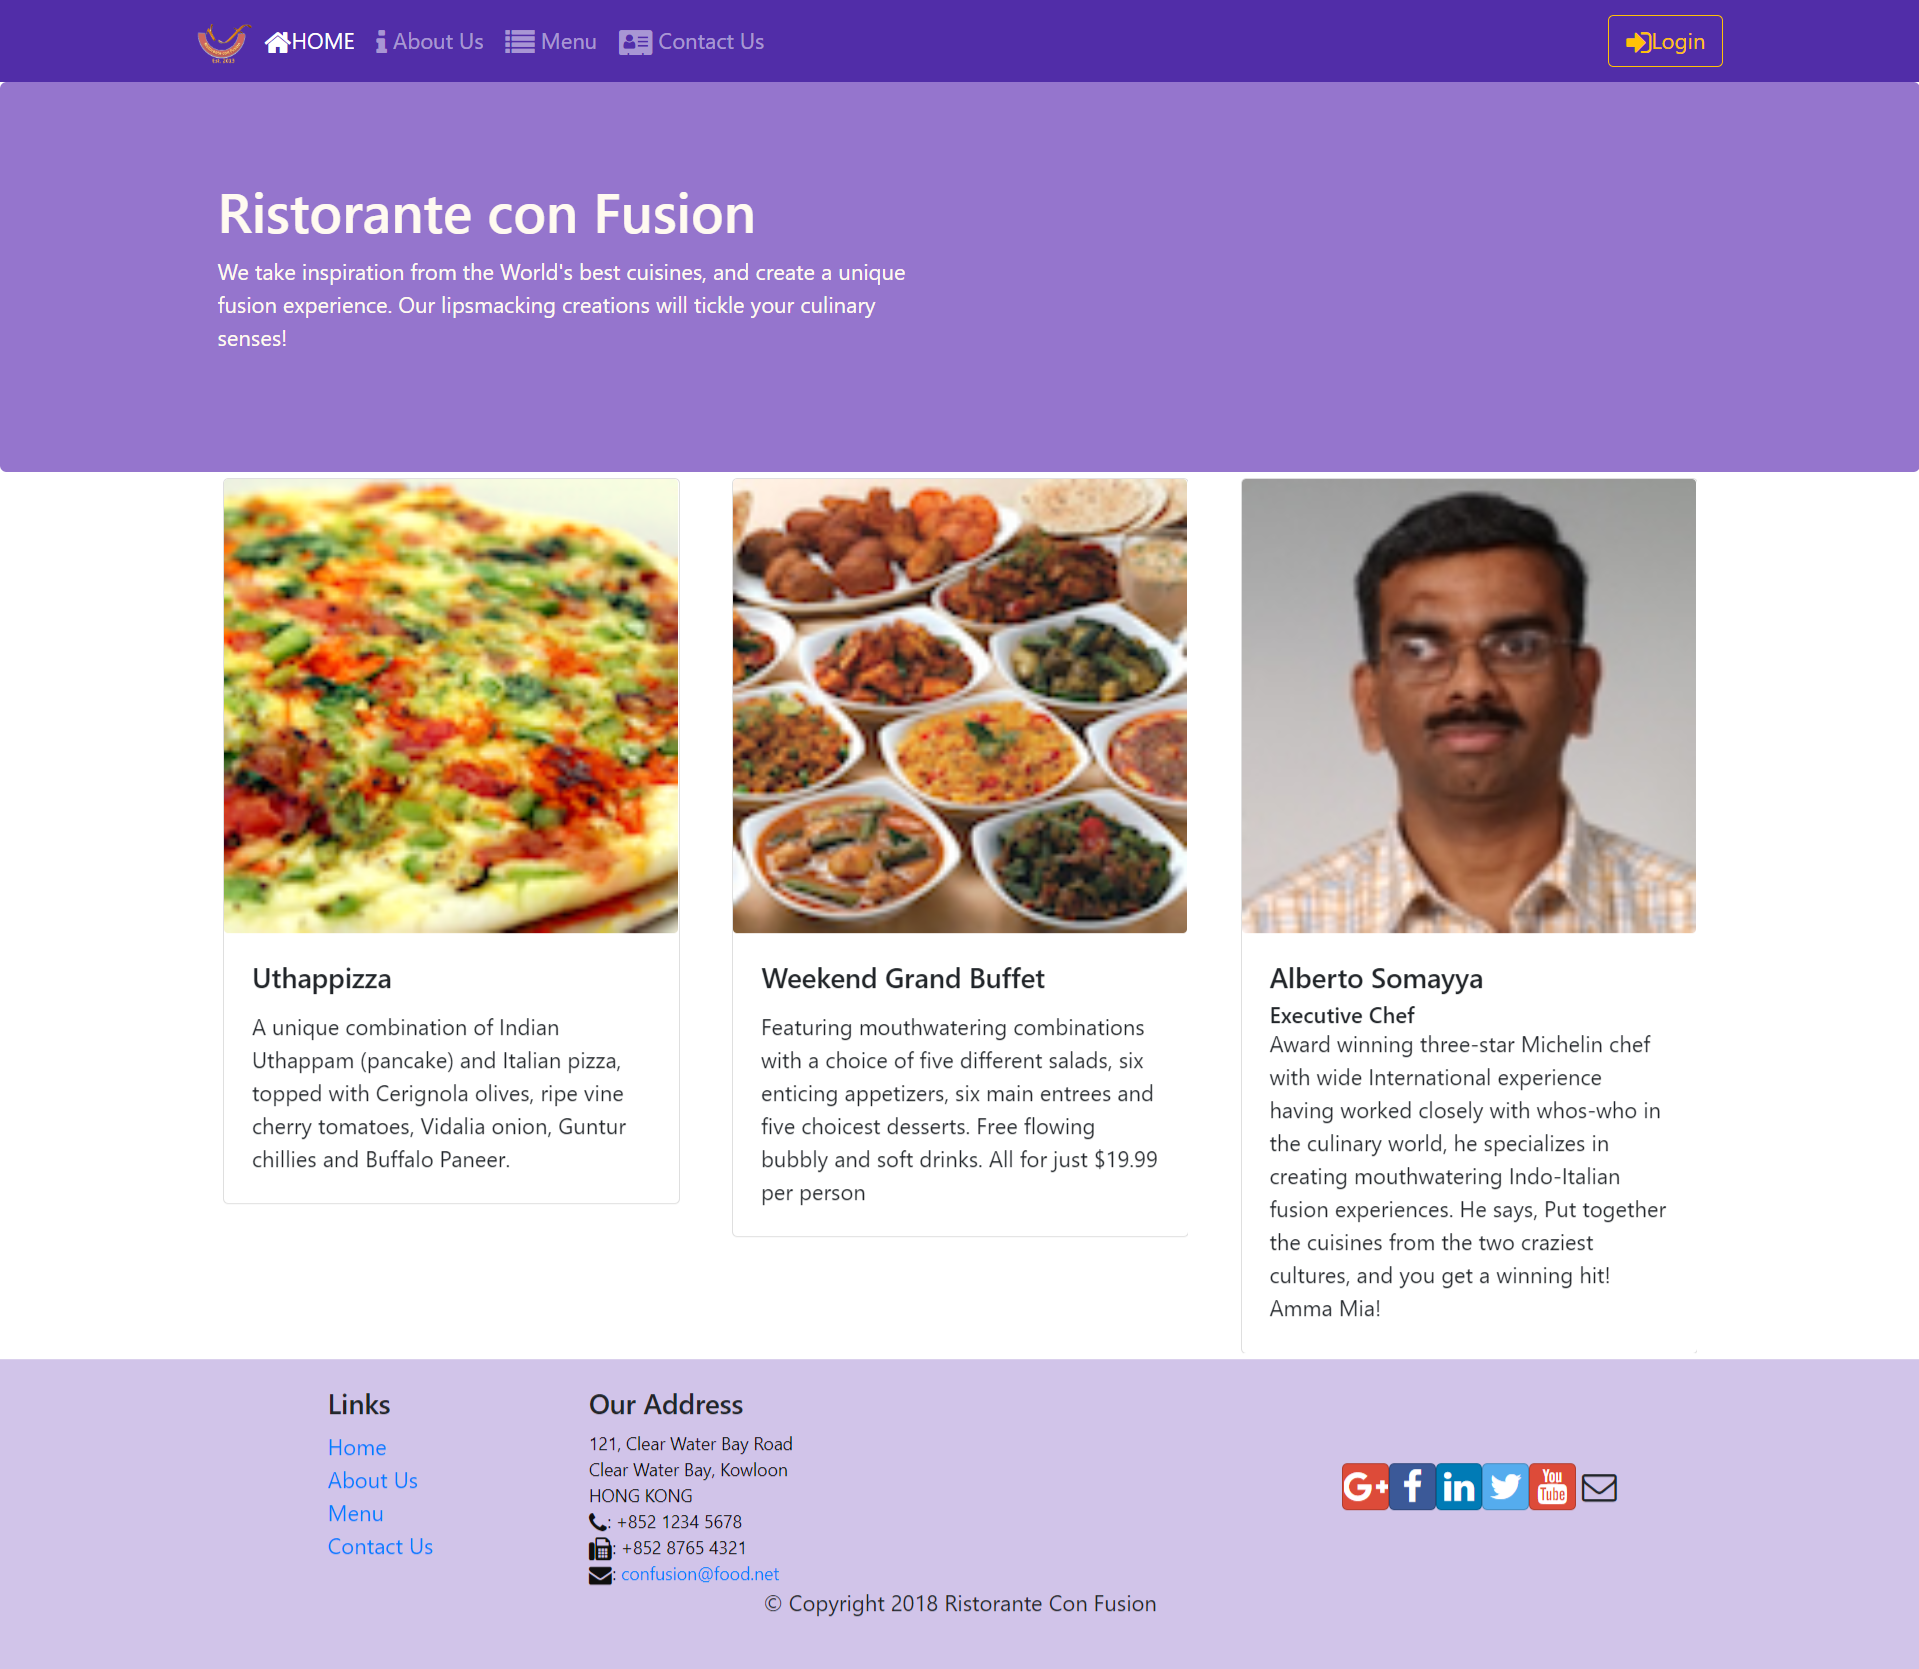 EST. 2013
HOME About Us Menu Contact Us Login
Ristorante con Fusion
We take inspiration from the World's best cuisines, and create a unique
fusion experience. Our lipsmacking creations will tickle your culinary
senses!
Uthappizza
A unique combination of Indian
Uthappam (pancake) and Italian pizza,
topped with Cerignola olives, ripe vine
cherry tomatoes, Vidalia onion, Guntur
chillies and Buffalo Paneer.
Weekend Grand Buffet
Featuring mouthwatering combinations
with a choice of five different salads, six
enticing appetizers, six main entrees and
five choicest desserts. Free flowing
bubbly and soft drinks. All for just $19.99
per person
Alberto Somayya
Executive Chef
Award winning three-star Michelin chef
with wide International experience
having worked closely with whos-who in
the culinary world, he specializes in
creating mouthwatering Indo-Italian
fusion experiences. He says, Put together
the cuisines from the two craziest
cultures, and you get a winning hit!
Amma Mia!
Links
Home
About Us
Menu
Contact Us
Our Address
121, Clear Water Bay Road
Clear Water Bay, Kowloon
HONG KONG
: +852 1234 5678
: +852 8765 4321
: confusion@food.net
G+ f in You Tube
© Copyright 2018 Ristorante Con Fusion